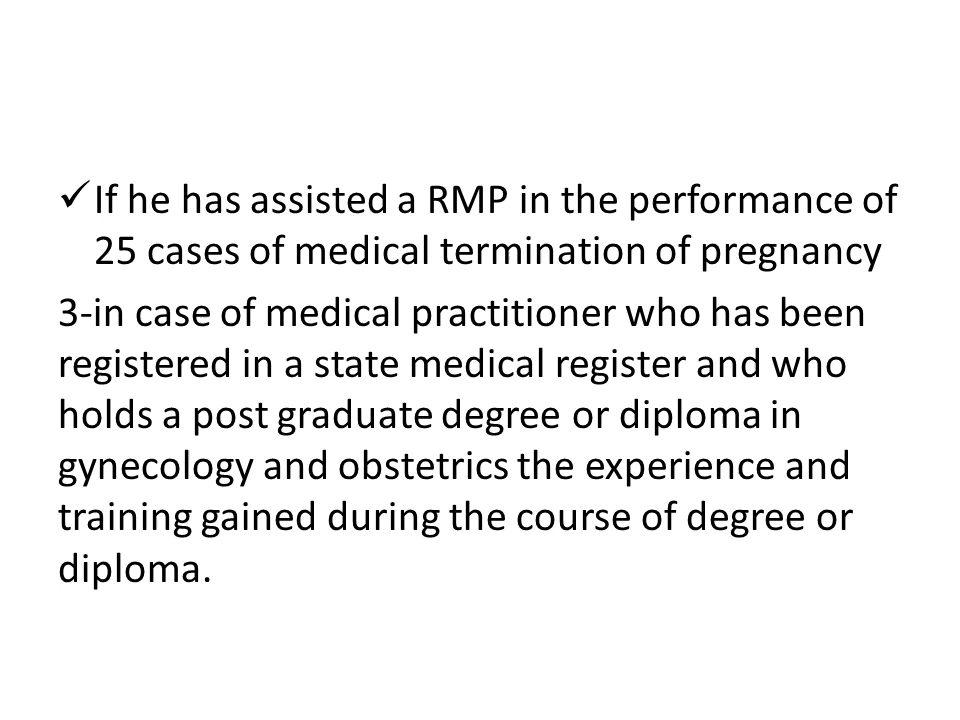 ✓ If he has assisted a RMP in the performance of
25 cases of medical termination of pregnancy
3-in case of medical practitioner who has been
registered in a state medical register and who
holds a post graduate degree or diploma in
gynecology and obstetrics the experience and
training gained during the course of degree or
diploma.